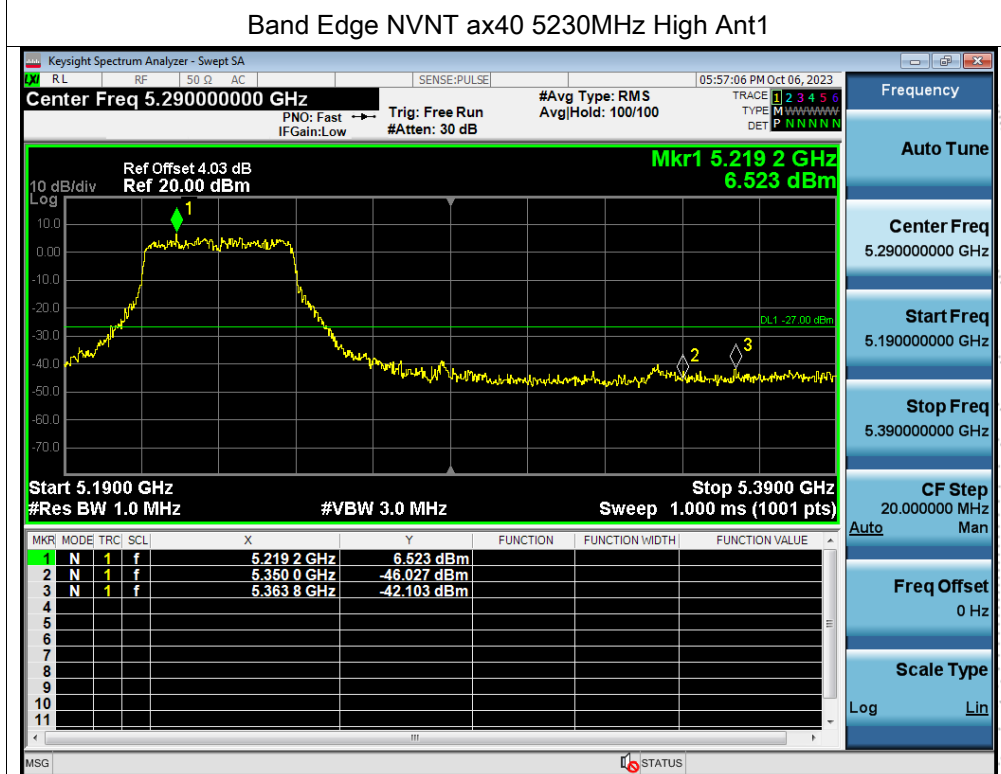 Band Edge NVNT ax40 5230MHz High Ant1
Keysight Spectrum Analyzer - Swept SA
LXI RL RF 50 Ω AC SENSE:PULSE 05:57:06 PM Oct 06, 2023
Center Freq 5.290000000 GHz
PNO: Fast
IFGain:Low
Trig: Free Run
#Atten: 30 dB
#Avg Type: RMS
Avg|Hold: 100/100
TRACE 1 2 3 4 5 6
TYPE M WWWWW
DET P N N N N N
Frequency
Auto Tune
Center Freq
5.290000000 GHz
Start Freq
5.190000000 GHz
Stop Freq
5.390000000 GHz
CF Step
20.000000 MHz
Auto Man
Freq Offset
0 Hz
Scale Type
Log Lin
Mkr1 5.219 2 GHz
6.523 dBm
Ref Offset 4.03 dB
10 dB/div Ref 20.00 dBm
Log
10.0
0.00
-10.0
-20.0
-30.0
-40.0
-50.0
-60.0
-70.0
1
DL1 -27.00 dBm
2
3
Start 5.1900 GHz Stop 5.3900 GHz
#Res BW 1.0 MHz #VBW 3.0 MHz Sweep 1.000 ms (1001 pts)
MKR MODE TRC SCL X Y FUNCTION FUNCTION WIDTH FUNCTION VALUE
1 N 1 f 5.219 2 GHz 6.523 dBm
2 N 1 f 5.350 0 GHz -46.027 dBm
3 N 1 f 5.363 8 GHz -42.103 dBm
4
5
6
7
8
9
10
11
MSG STATUS